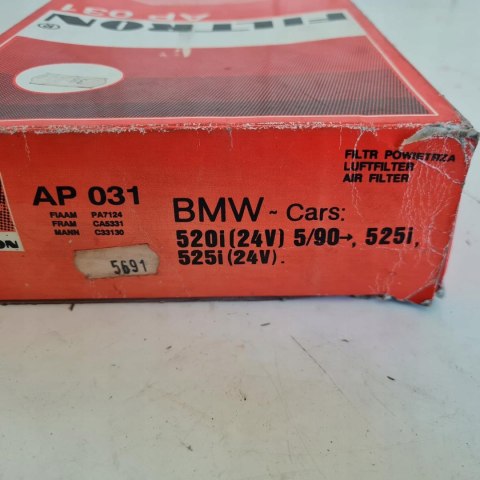 FILTRON®
AP 031
FILTR POWIETRZA
LUFTFILTER
AIR FILTER
AP 031
FIAAM PA7124
FRAM CA5331
MANN C33130
BMW - Cars:
520i (24V) 5/90→, 525i,
525i (24V).
5691
ON